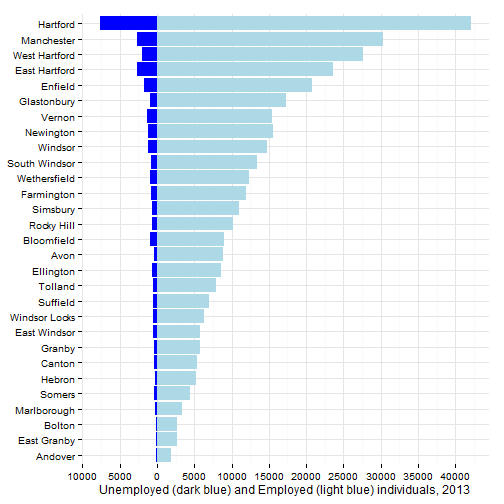 Hartford
Manchester
West Hartford
East Hartford
Enfield
Glastonbury
Vernon
Newington
Windsor
South Windsor
Wethersfield
Farmington
Simsbury
Rocky Hill
Bloomfield
Avon
Ellington
Tolland
Suffield
Windsor Locks
East Windsor
Granby
Canton
Hebron
Somers
Marlborough
Bolton
East Granby
Andover
10000 5000 0 5000 10000 15000 20000 25000 30000 35000 40000
Unemployed (dark blue) and Employed (light blue) individuals, 2013